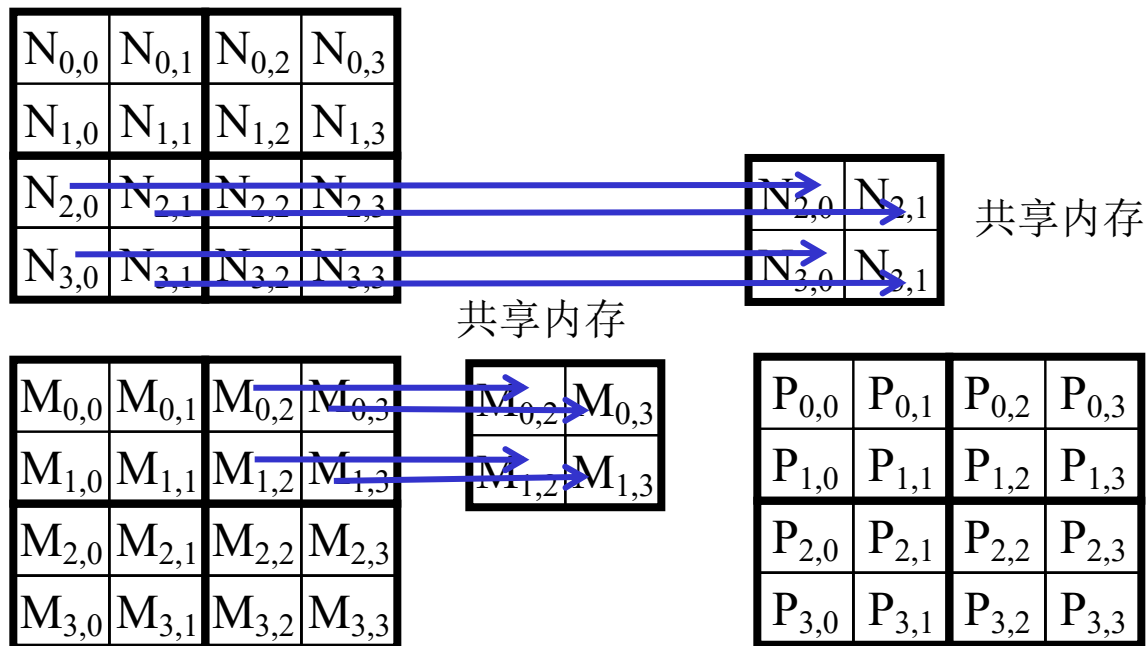 N0,0 N0,1 N0,2 N0,3
N1,0 N1,1 N1,2 N1,3
N2,0 N2,1 N2,2 N2,3
N3,0 N3,1 N3,2 N3,3
N2,0 N2,1
N3,0 N3,1
共享内存
共享内存
M0,0 M0,1 M0,2 M0,3
M1,0 M1,1 M1,2 M1,3
M2,0 M2,1 M2,2 M2,3
M3,0 M3,1 M3,2 M3,3
M0,2 M0,3
M1,2 M1,3
P0,0 P0,1 P0,2 P0,3
P1,0 P1,1 P1,2 P1,3
P2,0 P2,1 P2,2 P2,3
P3,0 P3,1 P3,2 P3,3